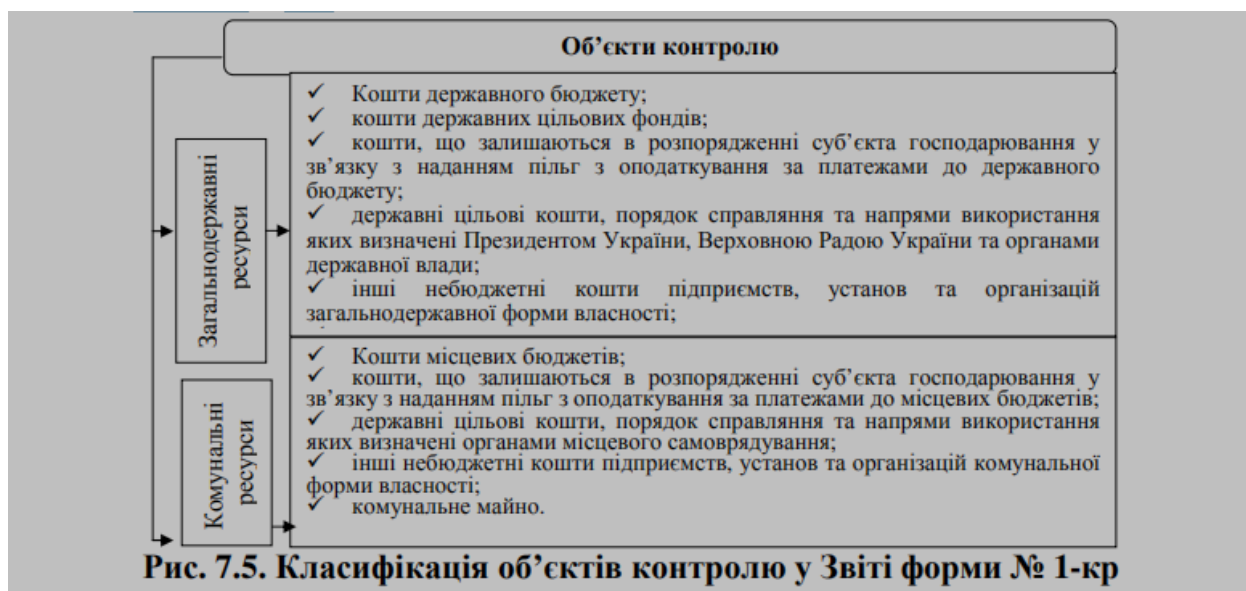 Об’єкти контролю
Загальнодержавні
ресурси
✓ Кошти державного бюджету;
✓ кошти державних цільових фондів;
✓ кошти, що залишаються в розпорядженні суб’єкта господарювання у
зв’язку з наданням пільг з оподаткування за платежами до державного
бюджету;
✓ державні цільові кошти, порядок справляння та напрями використання
яких визначені Президентом України, Верховною Радою України та органами
державної влади;
✓ інші небюджетні кошти підприємств, установ та організацій
загальнодержавної форми власності;
Комунальні
ресурси
✓ Кошти місцевих бюджетів;
✓ кошти, що залишаються в розпорядженні суб’єкта господарювання у
зв’язку з наданням пільг з оподаткування за платежами до місцевих бюджетів;
✓ державні цільові кошти, порядок справляння та напрями використання
яких визначені органами місцевого самоврядування;
✓ інші небюджетні кошти підприємств, установ та організацій комунальної
форми власності;
✓ комунальне майно.
Рис. 7.5. Класифікація об’єктів контролю у Звіті форми № 1-кр